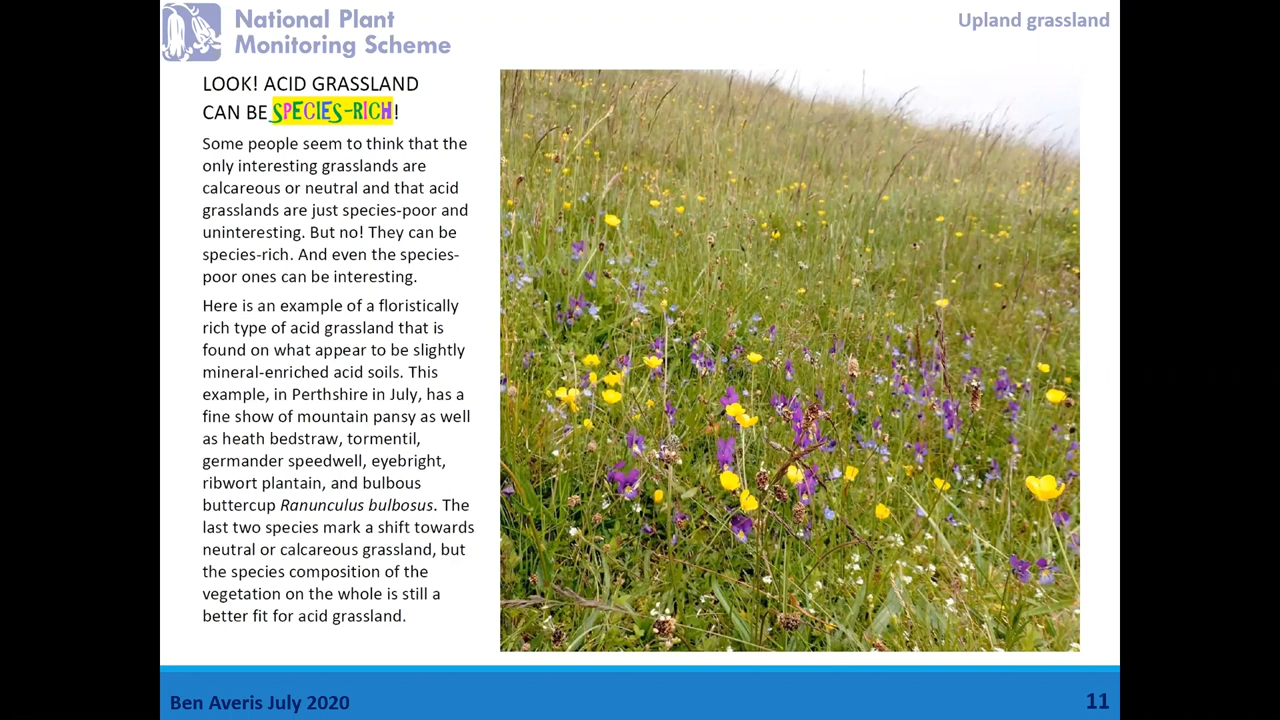 National Plant
Monitoring Scheme
Upland grassland
LOOK! ACID GRASSLAND
CAN BE SPECIES-RICH!
Some people seem to think that the
only interesting grasslands are
calcareous or neutral and that acid
grasslands are just species-poor and
uninteresting. But no! They can be
species-rich. And even the species-
poor ones can be interesting.
Here is an example of a floristically
rich type of acid grassland that is
found on what appear to be slightly
mineral-enriched acid soils. This
example, in Perthshire in July, has a
fine show of mountain pansy as well
as heath bedstraw, tormentil,
germander speedwell, eyebright,
ribwort plantain, and bulbous
buttercup Ranunculus bulbosus. The
last two species mark a shift towards
neutral or calcareous grassland, but
the species composition of the
vegetation on the whole is still a
better fit for acid grassland.
Ben Averis July 2020
11